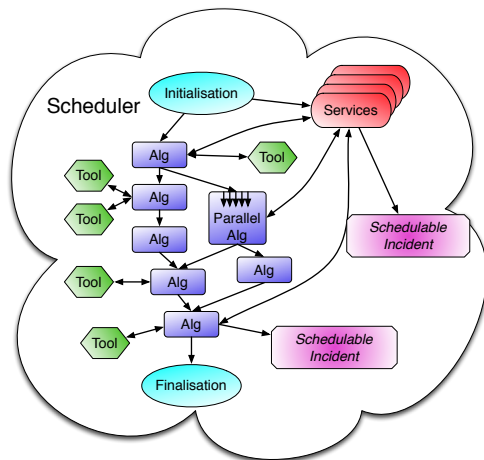 Initialisation
Scheduler
Services
Alg
Tool
Tool
Alg
Tool
Parallel
Alg
Alg
Schedulable
Incident
Alg
Tool
Alg
Alg
Tool
Schedulable
Incident
Finalisation